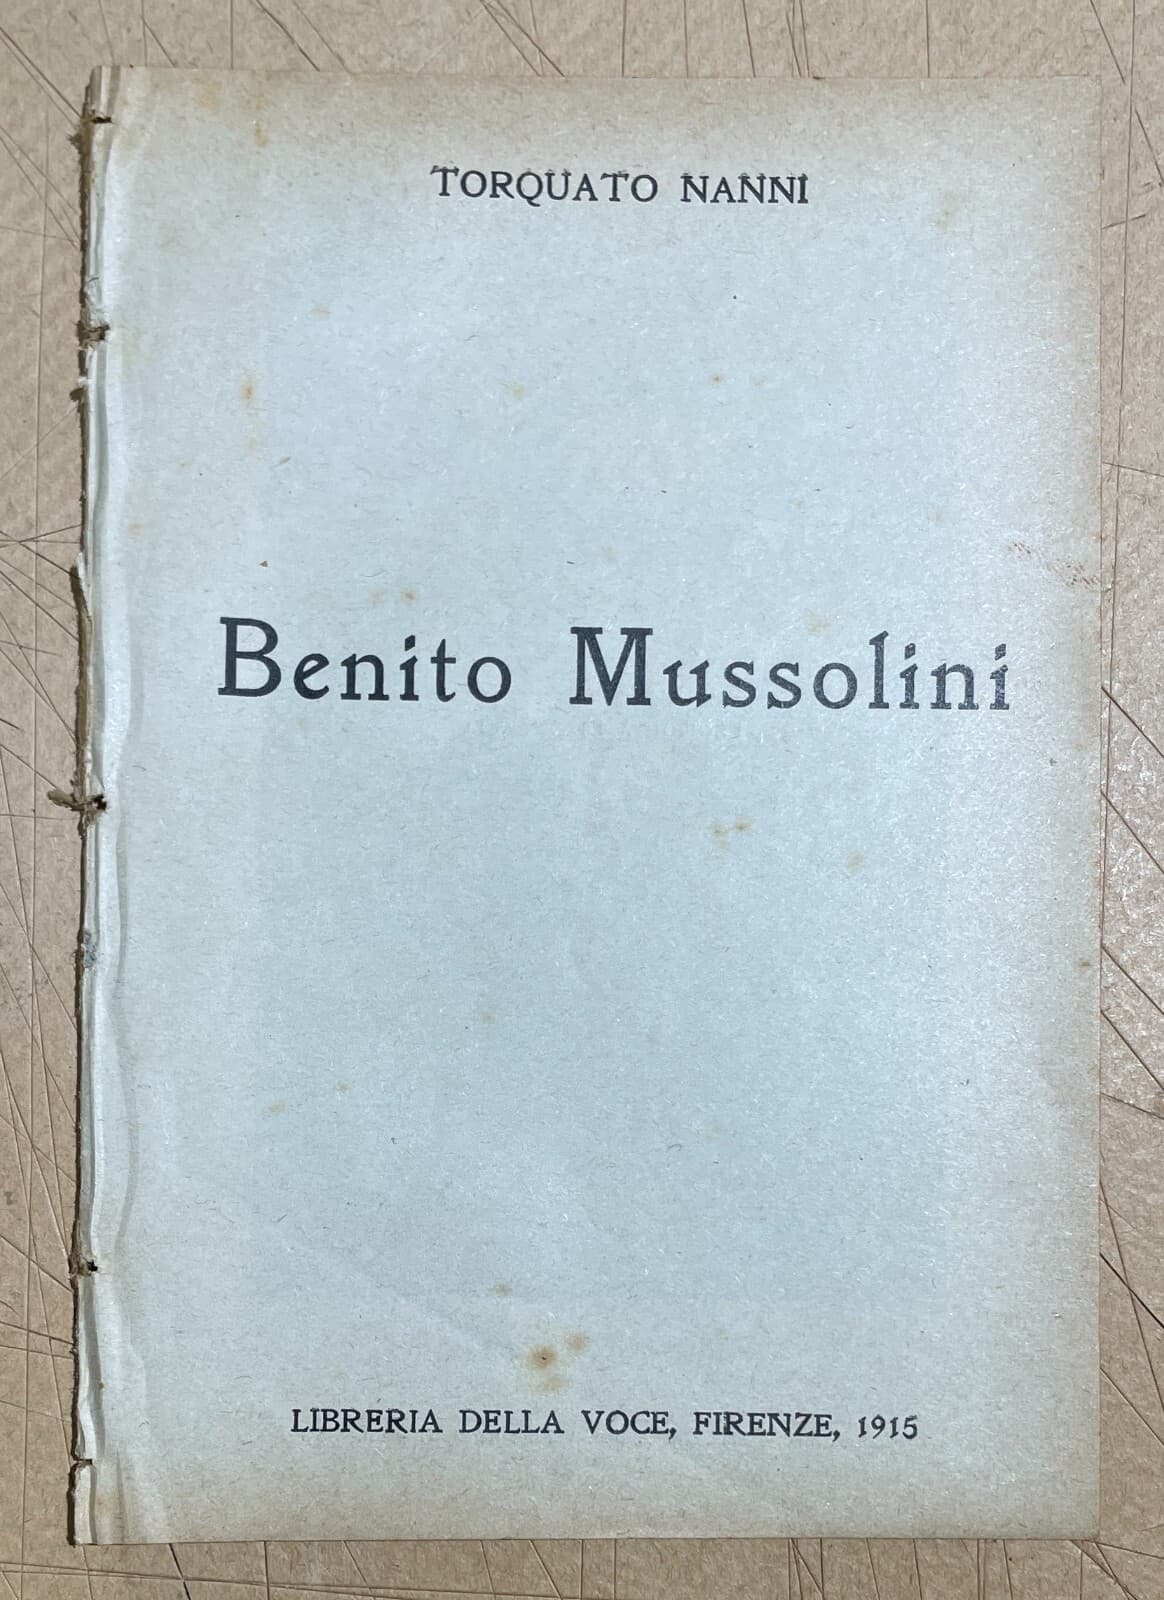 TORQUATO NANNI
Benito Mussolini
LIBRERIA DELLA VOCE, FIRENZE, 1915